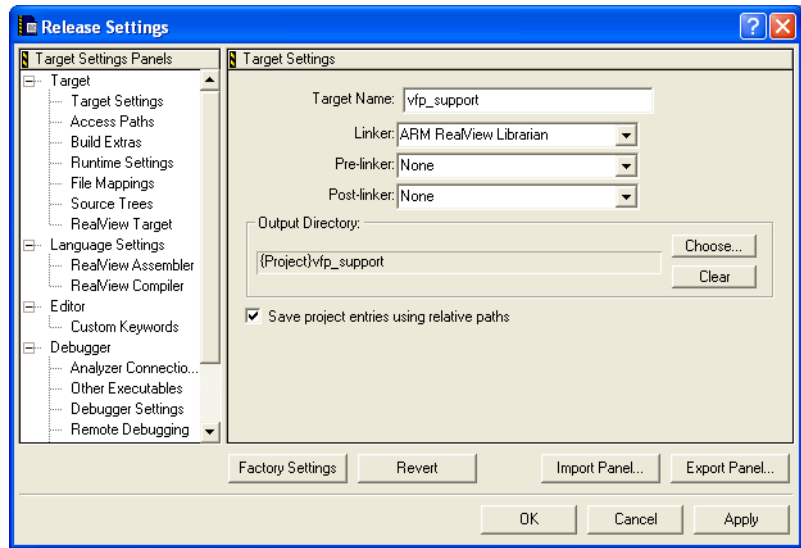 Release Settings
Target Settings Panels
Target
Target Settings
Access Paths
Build Extras
Runtime Settings
File Mappings
Source Trees
RealView Target
Language Settings
RealView Assembler
RealView Compiler
Editor
Custom Keywords
Debugger
Analyzer Connectio...
Other Executables
Debugger Settings
Remote Debugging
Target Settings
Target Name: vfp_support
Linker: ARM RealView Librarian
Pre-linker: None
Post-linker: None
Output Directory:
{Project}vfp_support
Choose...
Clear
Save project entries using relative paths
Factory Settings Revert Import Panel... Export Panel...
OK Cancel Apply